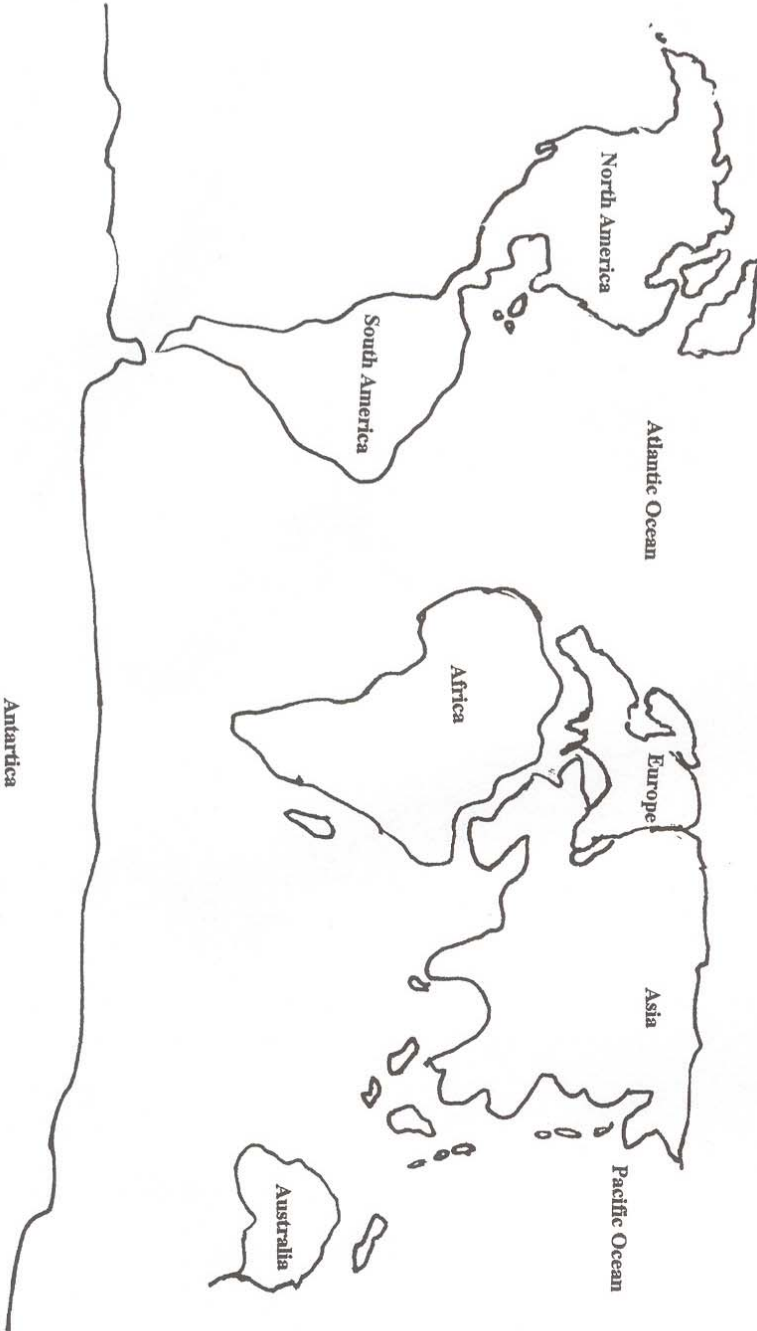 North America
Atlantic Ocean
Europe
Asia
Pacific Ocean
South America
Africa
Australia
Antartica